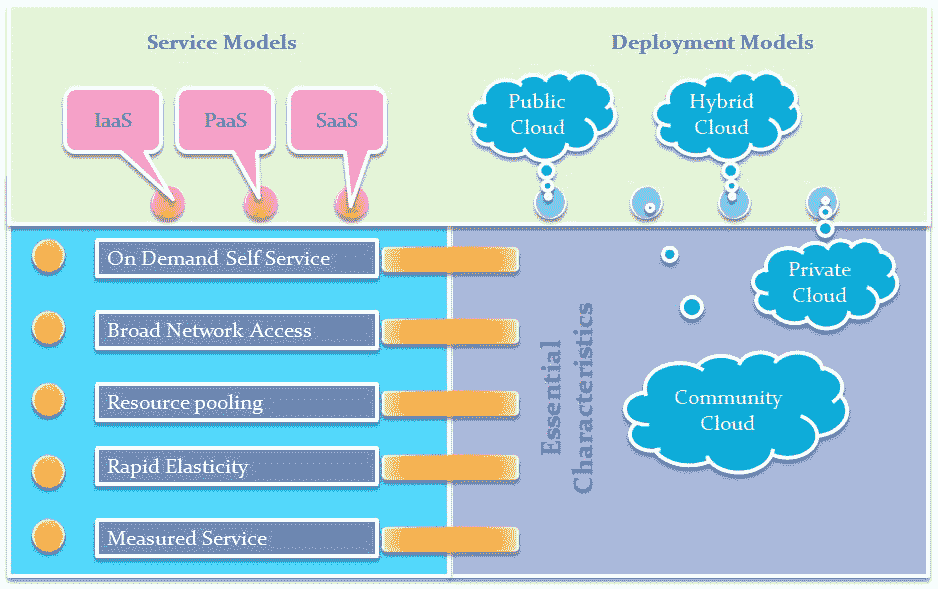 Service Models
Deployment Models
IaaS
PaaS
SaaS
Public
Cloud
Hybrid
Cloud
On Demand Self Service
Broad Network Access
Resource pooling
Rapid Elasticity
Measured Service
Essential
Characteristics
Private
Cloud
Community
Cloud